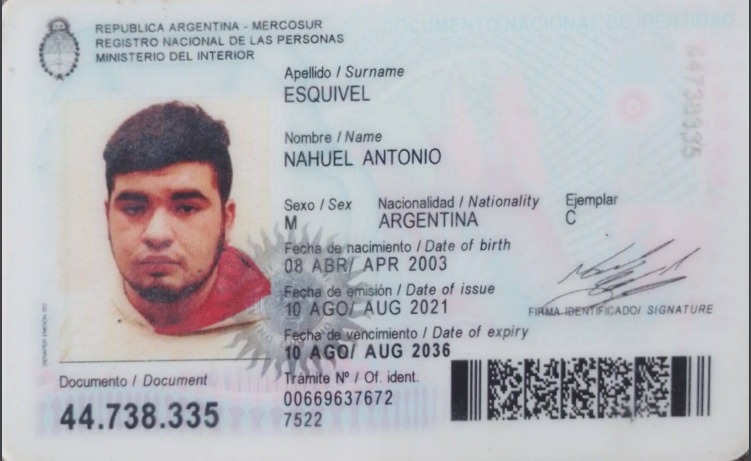 DOCUMENTO NACIONAL DE IDENTIDAD
REPUBLICA ARGENTINA - MERCOSUR
REGISTRO NACIONAL DE LAS PERSONAS
MINISTERIO DEL INTERIOR
Apellido / Surname
ESQUIVEL
Nombre / Name
NAHUEL ANTONIO
Sexo / Sex Nacionalidad / Nationality Ejemplar
M ARGENTINA C
Fecha de nacimiento / Date of birth
08 ABR/ APR 2003
Fecha de emisión / Date of issue
10 AGO/ AUG 2021
FIRMA IDENTIFICADO/ SIGNATURE
Fecha de vencimiento / Date of expiry
10 AGO/ AUG 2036
Documento / Document
44.738.335
Trámite Nº / Of. ident.
00669637672
7522
44738335